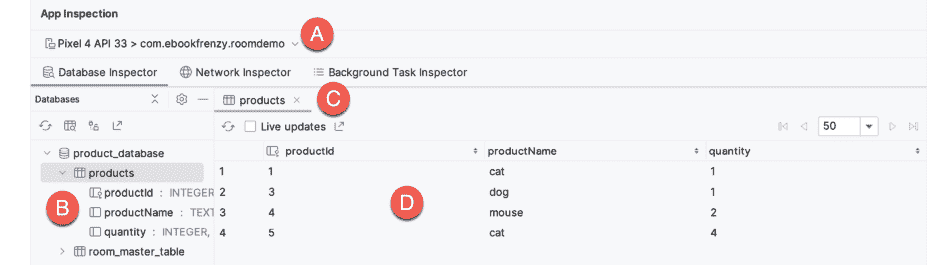 App Inspection
Pixel 4 API 33 > com.ebookfrenzy.roomdemo
A
Database Inspector Network Inspector Background Task Inspector
Databases products C
Live updates 50
product_database productId productName quantity
products 1 1 cat 1
productId : INTEGER 2 3 dog 1
B D
productName : TEXT 3 4 mouse 2
quantity : INTEGER, 4 5 cat 4
room_master_table